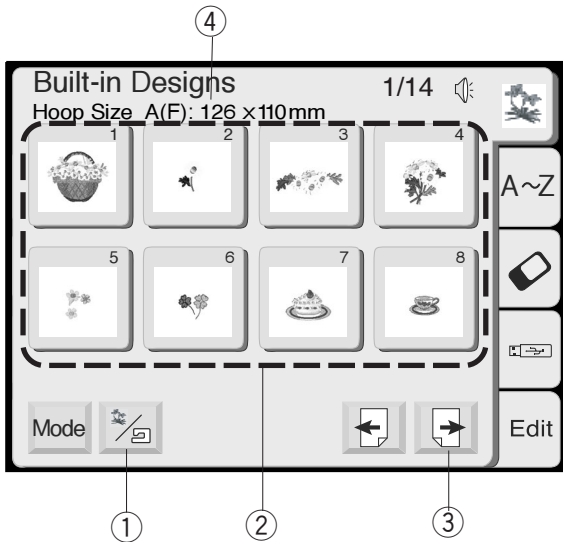 ④
Built-in Designs 1/14
Hoop Size A(F): 126 ×110mm
1 2 3 4
A~Z
5 6 7 8
Mode Edit
① ② ③